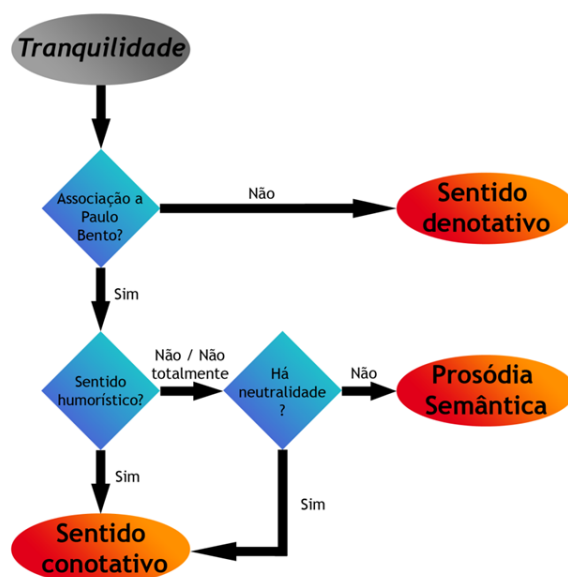 Tranquilidade
Associação a
Paulo
Bento?
Não
Sentido
denotativo
Sim
Sentido
humorístico?
Não / Não
totalmente
Há
neutralidade
?
Não
Prosódia
Semântica
Sim
Sim
Sentido
conotativo